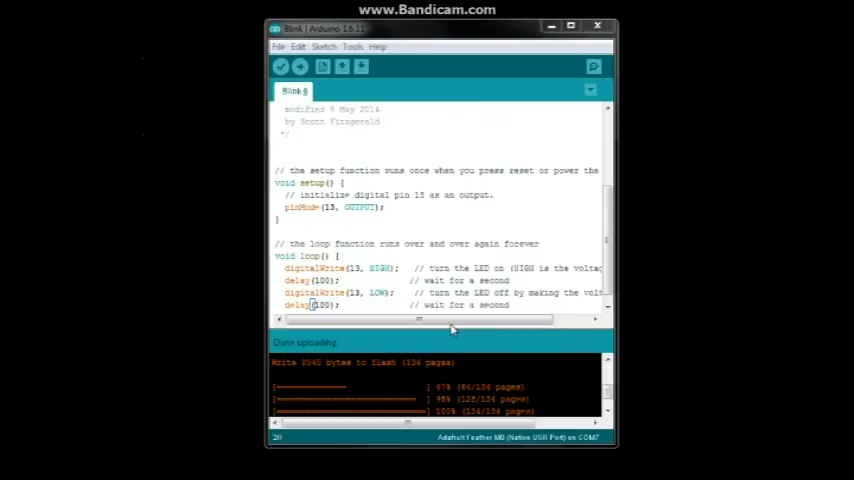 www.Bandicam.com
Blink | Arduino 1.6.11
File Edit Sketch Tools Help
Blink §
modified 8 May 2014
by Scott Fitzgerald
*/
// the setup function runs once when you press reset or power the
void setup() {
// initialize digital pin 13 as an output.
pinMode(13, OUTPUT);
}
// the loop function runs over and over again forever
void loop() {
digitalWrite(13, HIGH); // turn the LED on (HIGH is the voltag
delay(100); // wait for a second
digitalWrite(13, LOW); // turn the LED off by making the volt
delay(100); // wait for a second
Done uploading.
Write 8540 bytes to flash (134 pages)
[========== ] 47% (64/134 pages)
[==================== ] 95% (128/134 pages)
[======================] 100% (134/134 pages)
28 Adafruit Feather M0 (Native USB Port) on COM7